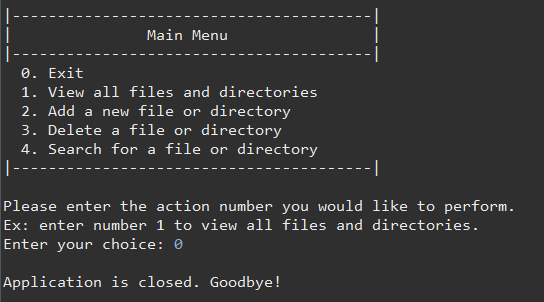 |----------------------------------------|
|               Main Menu                |
|----------------------------------------|
  0. Exit
  1. View all files and directories
  2. Add a new file or directory
  3. Delete a file or directory
  4. Search for a file or directory
|----------------------------------------|
Please enter the action number you would like to perform.
Ex: enter number 1 to view all files and directories.
Enter your choice: 0
Application is closed. Goodbye!